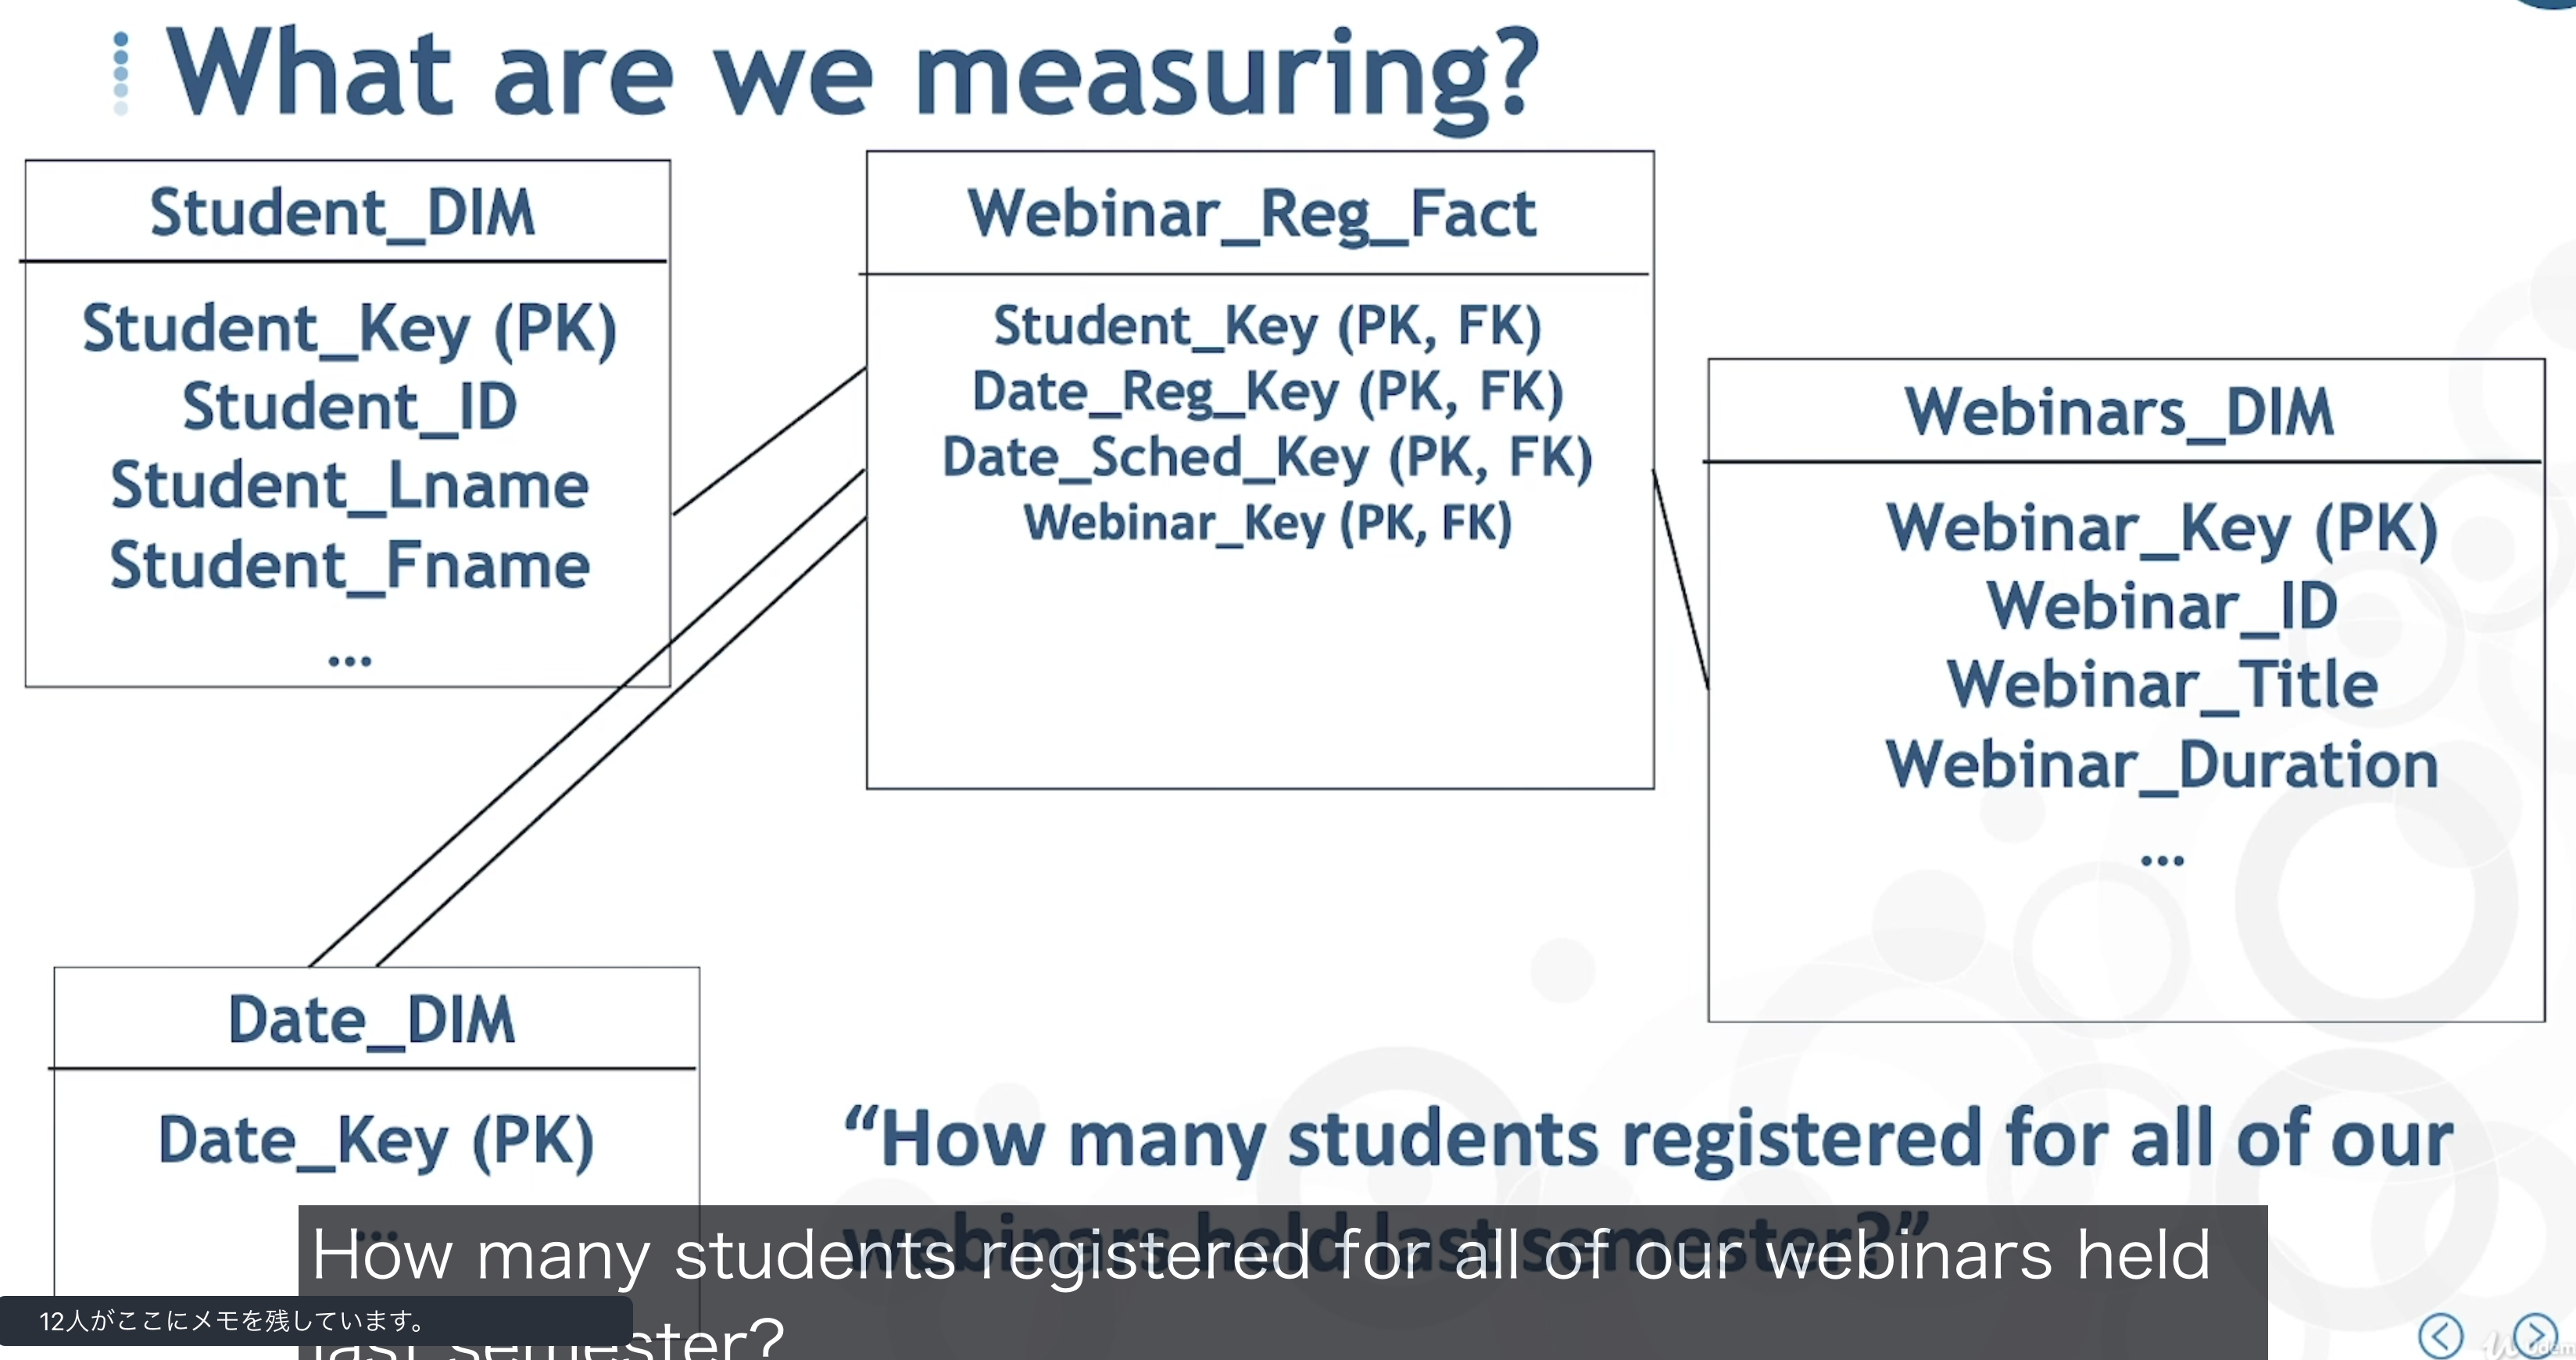 What are we measuring?
Student_DIM
Student_Key (PK)
Student_ID
Student_Lname
Student_Fname
...
Webinar_Reg_Fact
Student_Key (PK, FK)
Date_Reg_Key (PK, FK)
Date_Sched_Key (PK, FK)
Webinar_Key (PK, FK)
Webinars_DIM
Webinar_Key (PK)
Webinar_ID
Webinar_Title
Webinar_Duration
...
Date_DIM
Date_Key (PK)
...
“How many students registered for all of our
webinars held last semester?”
How many students registered for all of our webinars held
last semester?
12人がここにメモを残しています。